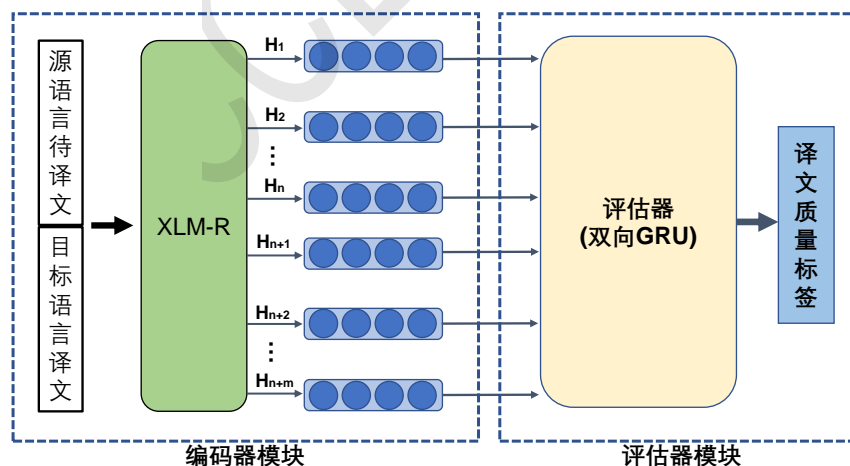 源语言待译文
目标语言译文
XLM-R
H1
H2
⋮
Hn
Hn+1
Hn+2
⋮
Hn+m
评估器
(双向GRU)
译文质量标签
编码器模块
评估器模块